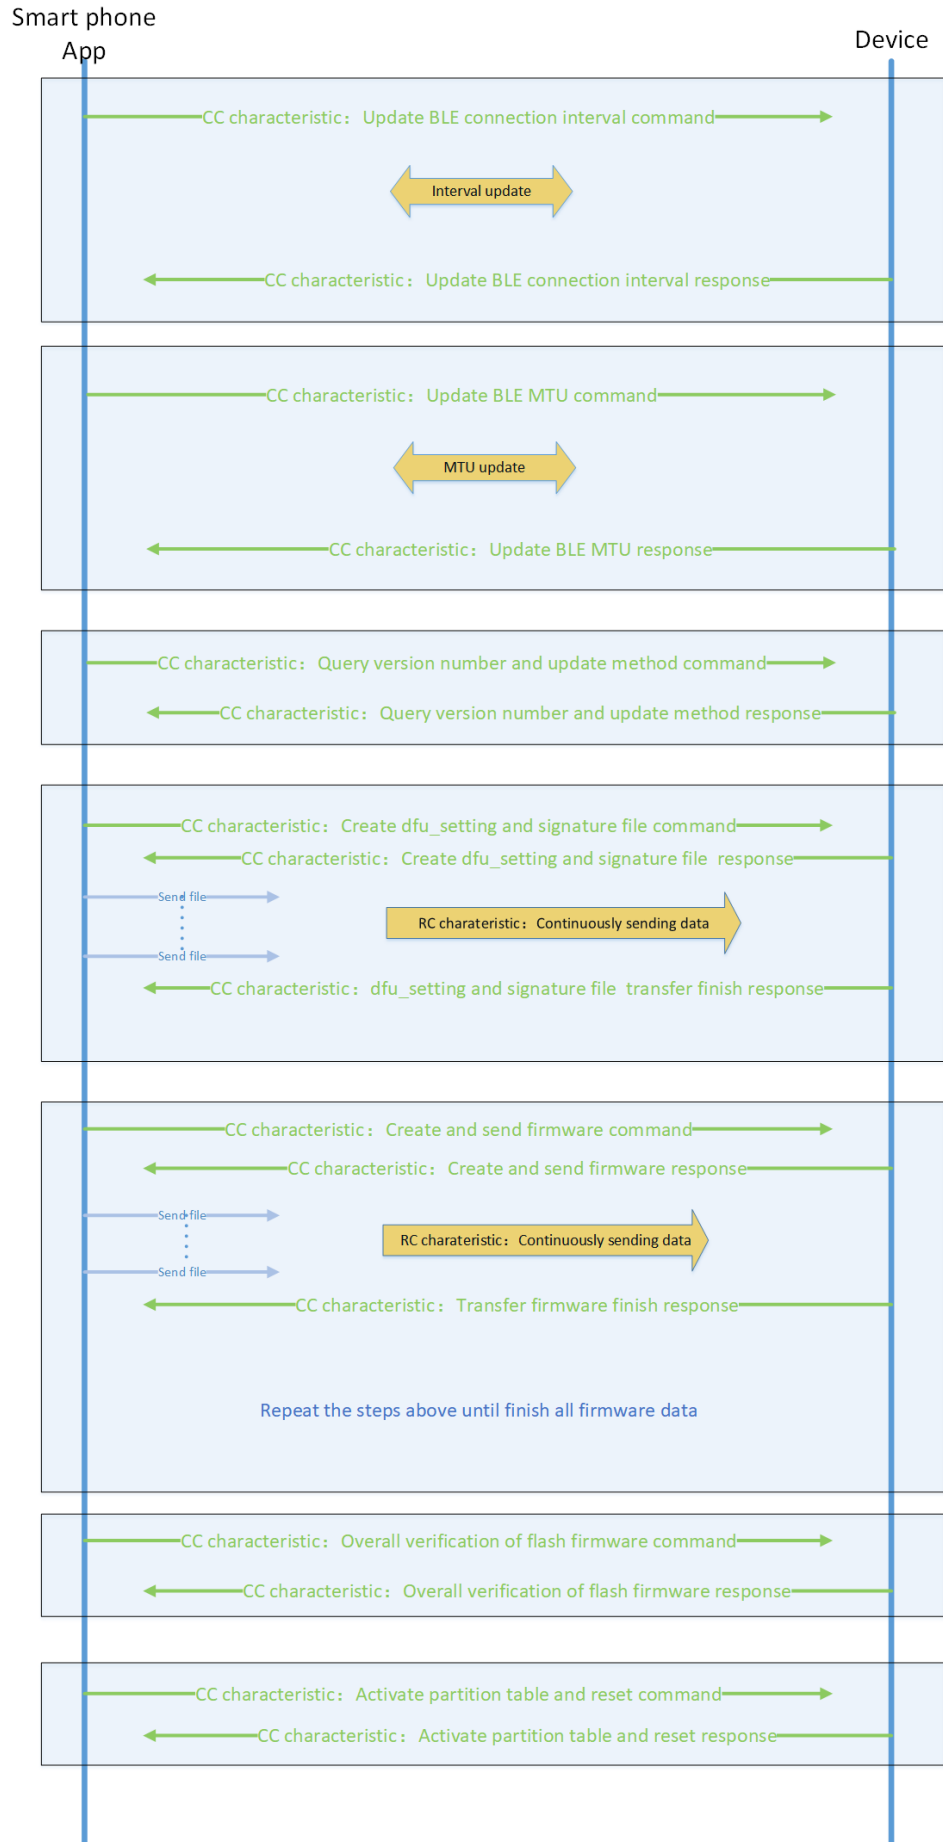 Smart phone
App
Device
CC characteristic：Update BLE connection interval command
Interval update
CC characteristic：Update BLE connection interval response
CC characteristic：Update BLE MTU command
MTU update
CC characteristic：Update BLE MTU response
CC characteristic：Query version number and update method command
CC characteristic：Query version number and update method response
CC characteristic：Create dfu_setting and signature file command
CC characteristic：Create dfu_setting and signature file response
Send file
RC charateristic：Continuously sending data
Send file
CC characteristic：dfu_setting and signature file transfer finish response
CC characteristic：Create and send firmware command
CC characteristic：Create and send firmware response
Send file
RC charateristic：Continuously sending data
Send file
CC characteristic：Transfer firmware finish response
Repeat the steps above until finish all firmware data
CC characteristic：Overall verification of flash firmware command
CC characteristic：Overall verification of flash firmware response
CC characteristic：Activate partition table and reset command
CC characteristic：Activate partition table and reset response